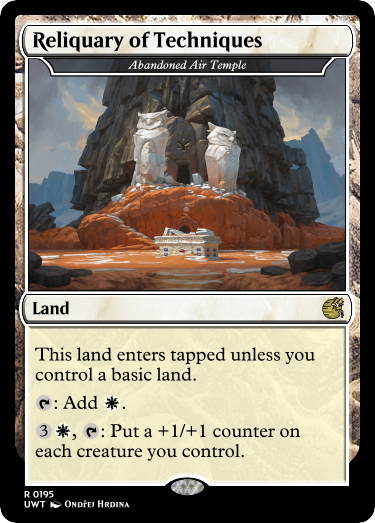 Reliquary of Techniques
Abandoned Air Temple
Land
This land enters tapped unless you
control a basic land.
: Add .
3 , : Put a +1/+1 counter on
each creature you control.
R 0195
UWT Ondřej Hrdina